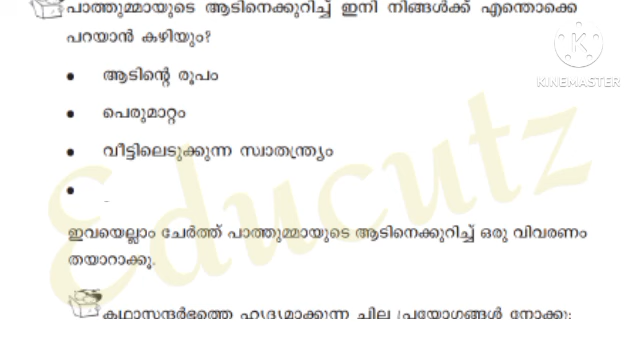 പാത്തുമ്മായുടെ ആടിനെക്കുറിച്ച് ഇനി നിങ്ങൾക്ക് എന്തൊക്കെ
പറയാൻ കഴിയും?
KINEMASTER
• ആടിന്റെ രൂപം
• പെരുമാറ്റം
• വീട്ടിലെടുക്കുന്ന സ്വാതന്ത്ര്യം
•
Educutz
ഇവയെല്ലാം ചേർത്ത് പാത്തുമ്മായുടെ ആടിനെക്കുറിച്ച് ഒരു വിവരണം
തയാറാക്കൂ.
കഥാസന്ദർഭത്തെ ഹൃദ്യമാക്കുന്ന ചില പ്രയോഗങ്ങൾ നോക്കൂ: